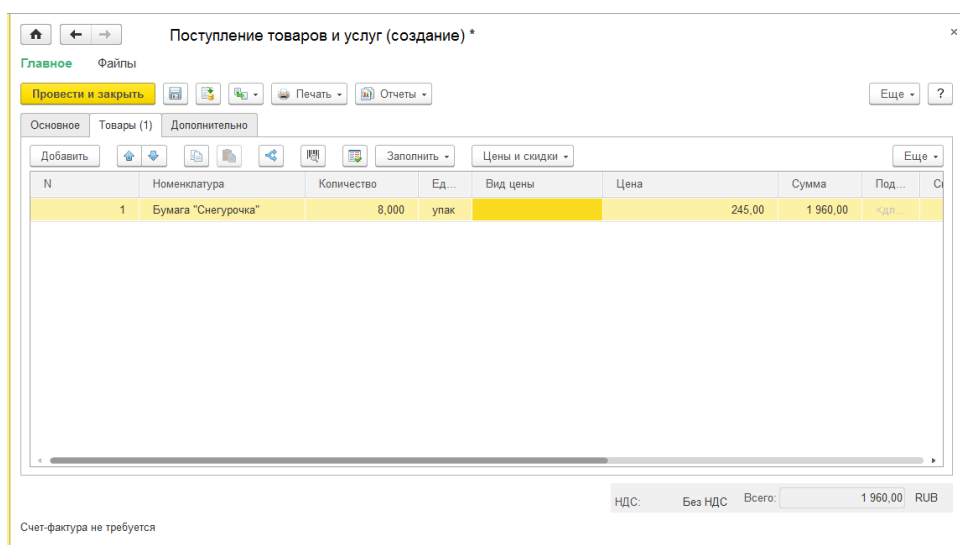 Поступление товаров и услуг (создание) *
×
Главное Файлы
Провести и закрыть Печать Отчеты Еще ?
Основное Товары (1) Дополнительно
Добавить Заполнить Цены и скидки Еще
N Номенклатура Количество Ед... Вид цены Цена Сумма Под...
1 Бумага "Снегурочка" 8,000 упак 245,00 1 960,00 <дл...
НДС: Без НДС Всего: 1 960,00 RUB
Счет-фактура не требуется